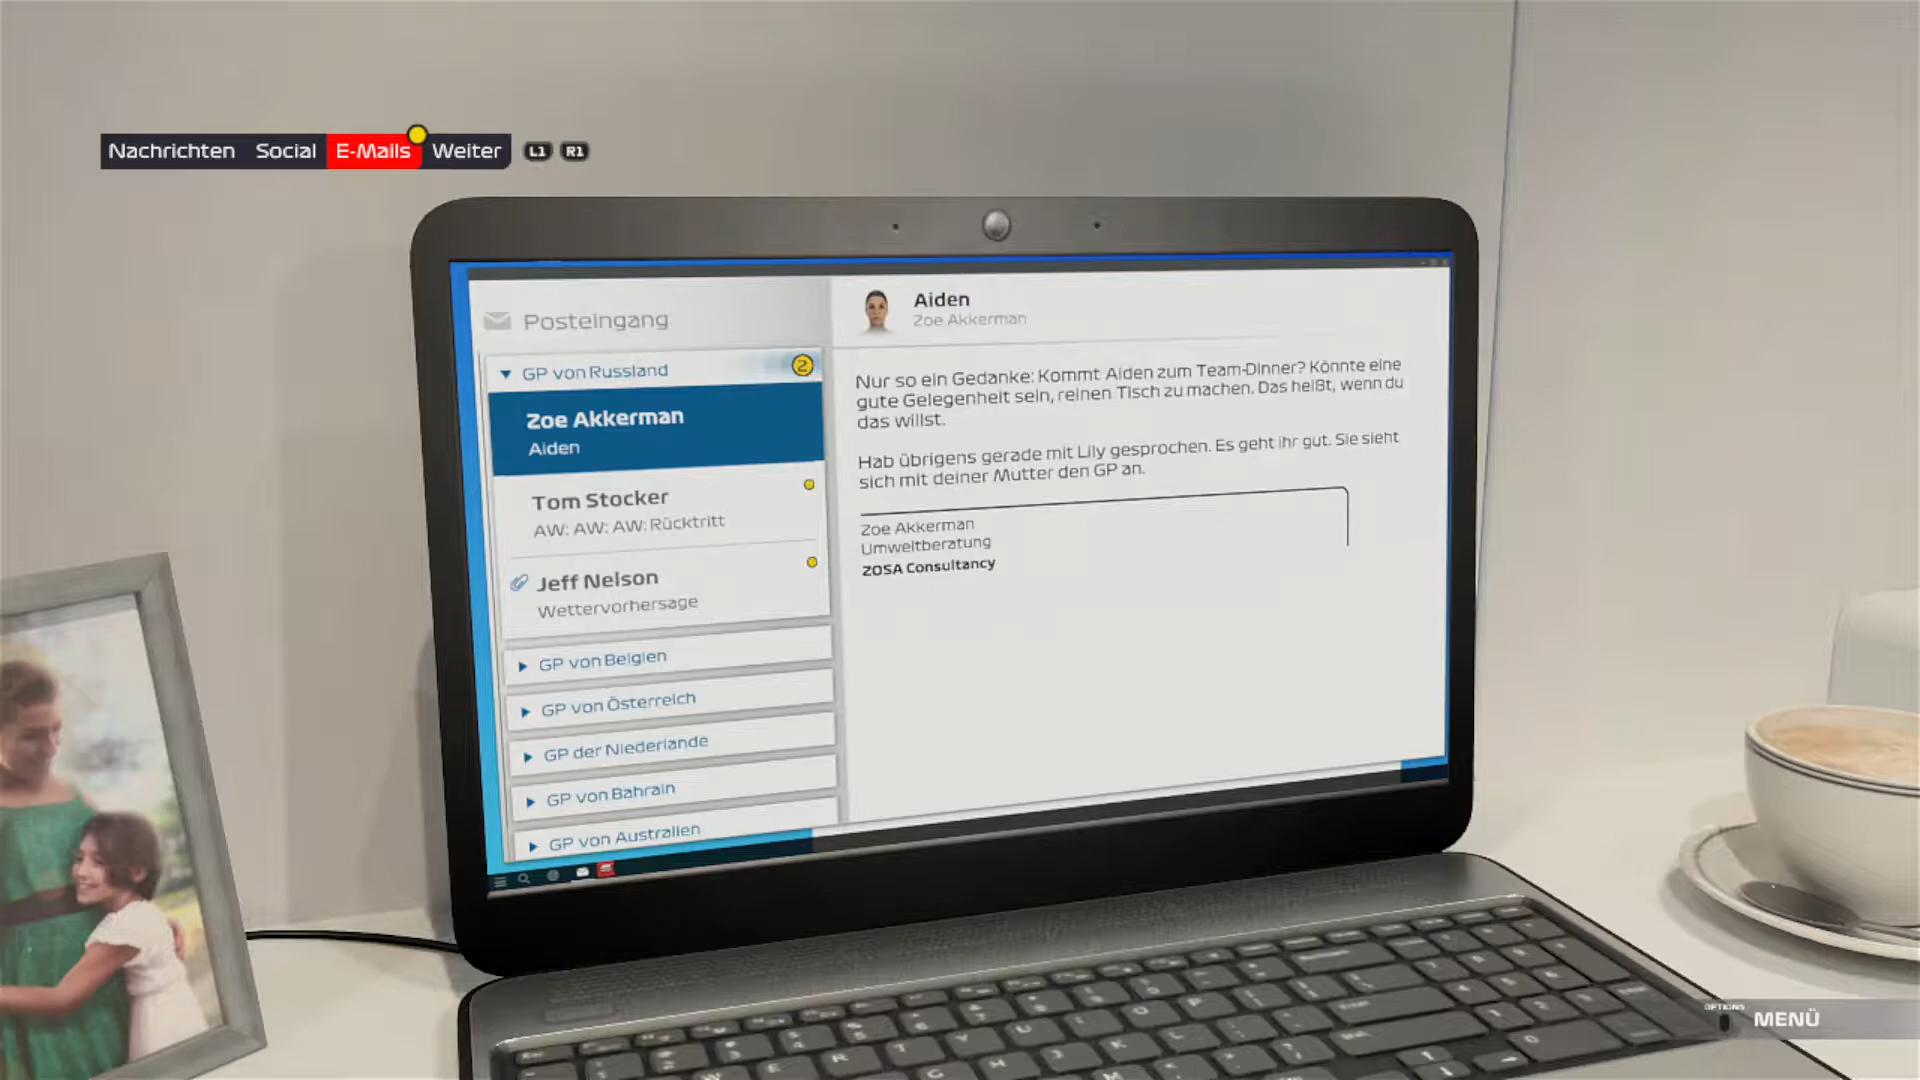 Nachrichten Social E-Mails Weiter L1 R1
Posteingang
GP von Russland 2
Zoe Akkerman
Aiden
Tom Stocker
AW: AW: AW: Rücktritt
Jeff Nelson
Wettervorhersage
GP von Belgien
GP von Österreich
GP der Niederlande
GP von Bahrain
GP von Australien
Aiden
Zoe Akkerman
Nur so ein Gedanke: Kommt Aiden zum Team-Dinner? Könnte eine
gute Gelegenheit sein, reinen Tisch zu machen. Das heißt, wenn du
das willst.
Hab übrigens gerade mit Lily gesprochen. Es geht ihr gut. Sie sieht
sich mit deiner Mutter den GP an.
Zoe Akkerman
Umweltberatung
ZOSA Consultancy
OPTIONS
MENÜ